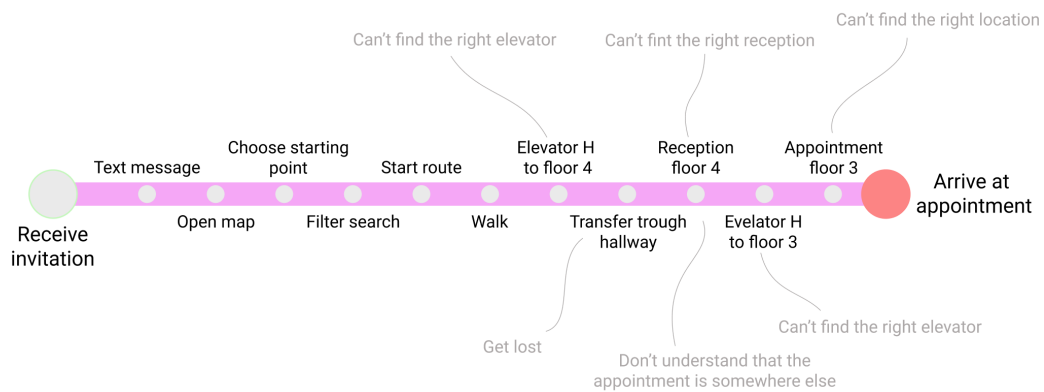 Can't find the right elevator
Can't fint the right reception
Can't find the right location
Receive
invitation
Text message
Open map
Choose starting
point
Filter search
Start route
Walk
Elevator H
to floor 4
Transfer trough
hallway
Reception
floor 4
Evelator H
to floor 3
Appointment
floor 3
Arrive at
appointment
Get lost
Don't understand that the
appointment is somewhere else
Can't find the right elevator